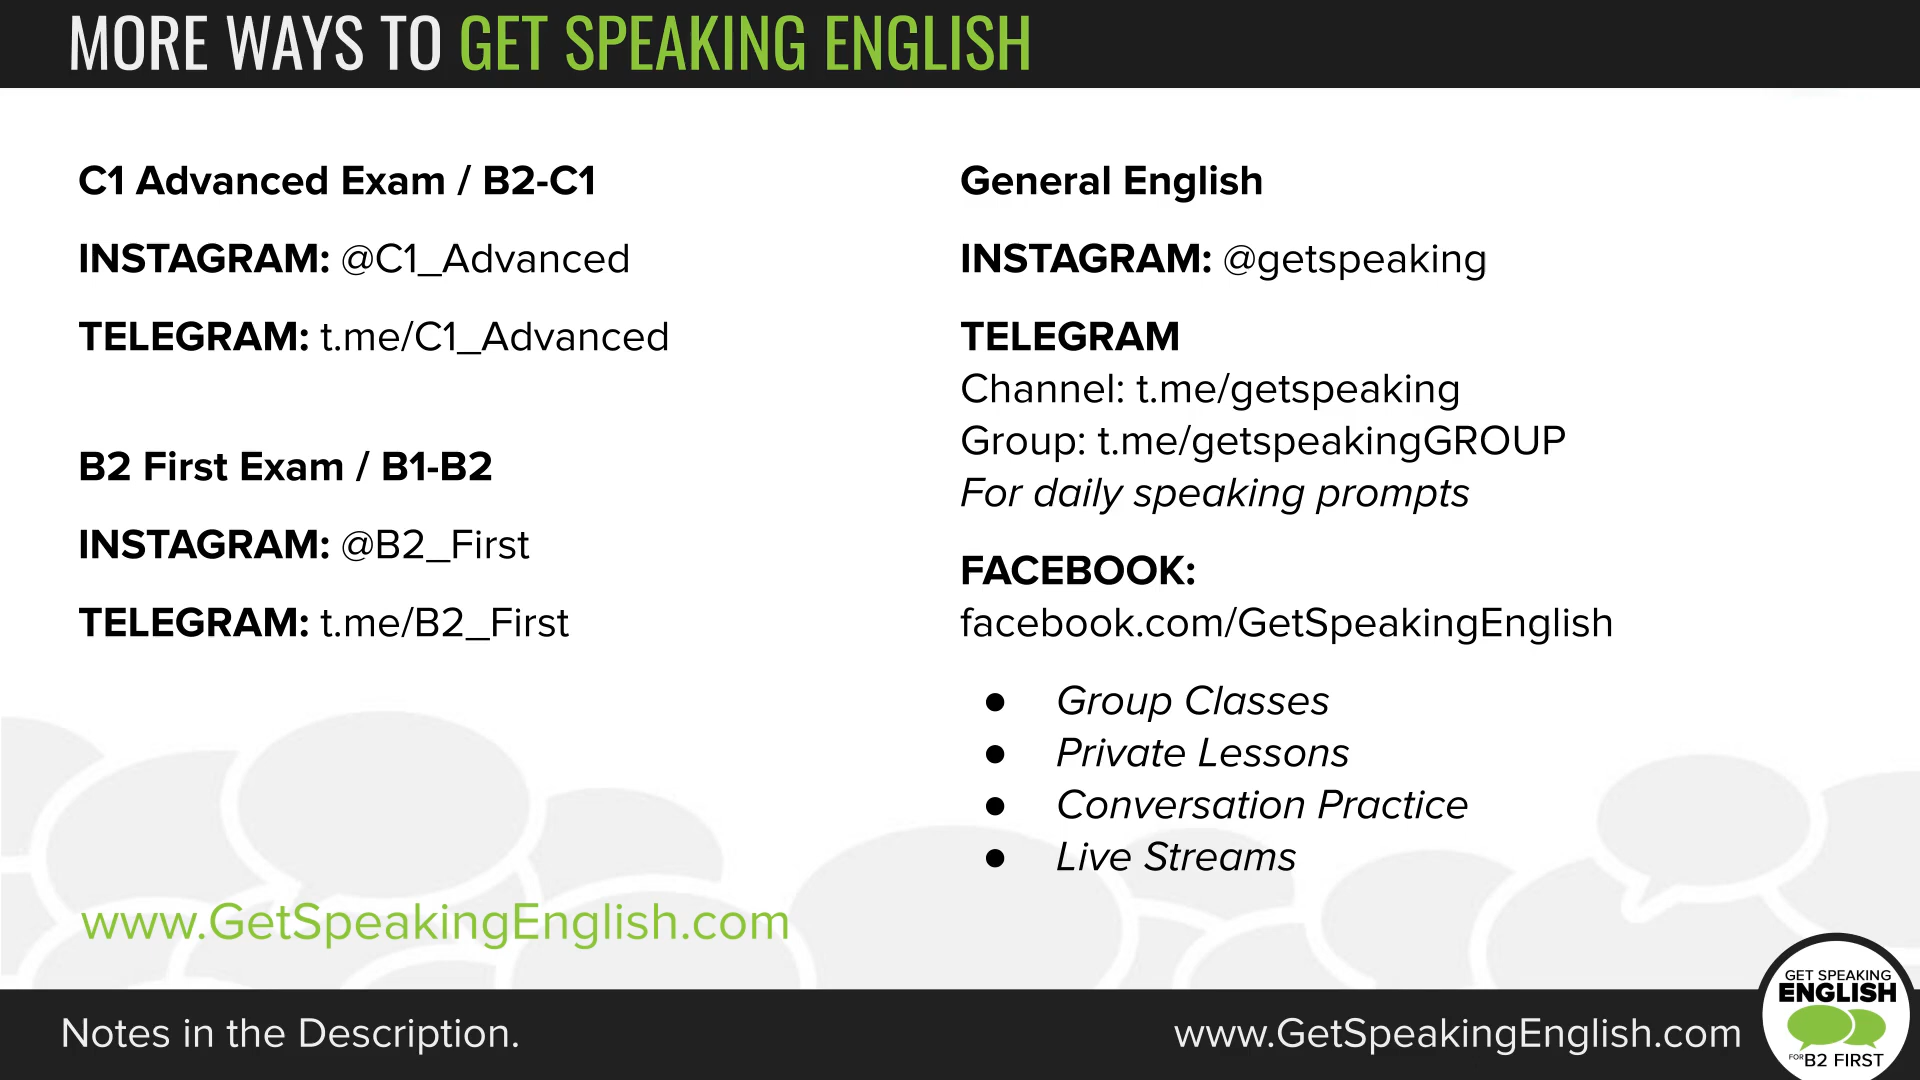 MORE WAYS TO GET SPEAKING ENGLISH
C1 Advanced Exam / B2-C1
INSTAGRAM: @C1_Advanced
TELEGRAM: t.me/C1_Advanced
B2 First Exam / B1-B2
INSTAGRAM: @B2_First
TELEGRAM: t.me/B2_First
www.GetSpeakingEnglish.com
General English
INSTAGRAM: @getspeaking
TELEGRAM
Channel: t.me/getspeaking
Group: t.me/getspeakingGROUP
For daily speaking prompts
FACEBOOK:
facebook.com/GetSpeakingEnglish
● Group Classes
● Private Lessons
● Conversation Practice
● Live Streams
Notes in the Description.
www.GetSpeakingEnglish.com
GET SPEAKING
ENGLISH
FOR B2 FIRST